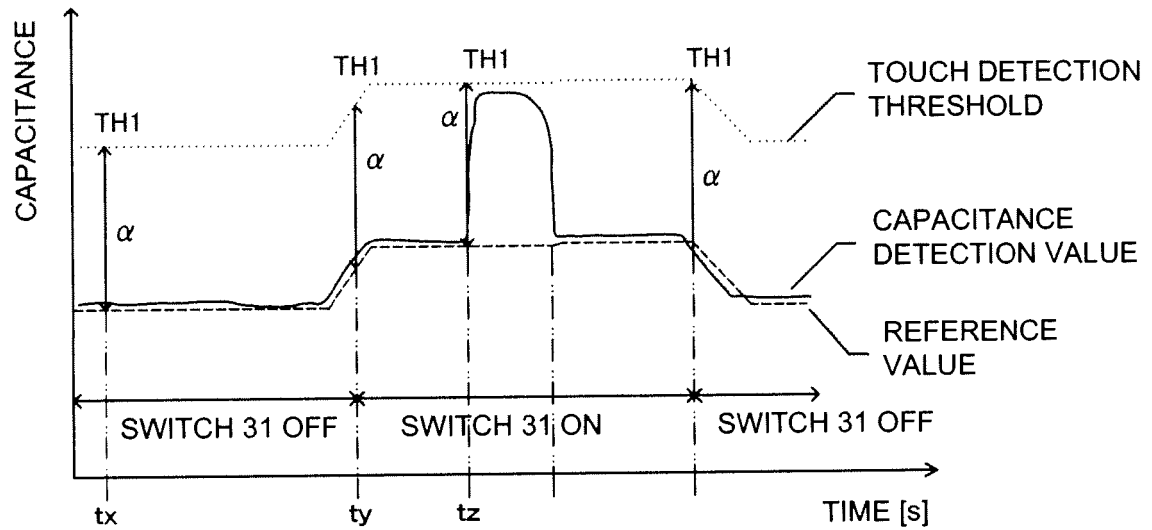 CAPACITANCE
TH1
TH1
TH1
TH1
TOUCH DETECTION
THRESHOLD
α
α
α
α
CAPACITANCE
DETECTION VALUE
REFERENCE
VALUE
SWITCH 31 OFF
SWITCH 31 ON
SWITCH 31 OFF
tx
ty
tz
TIME [s]